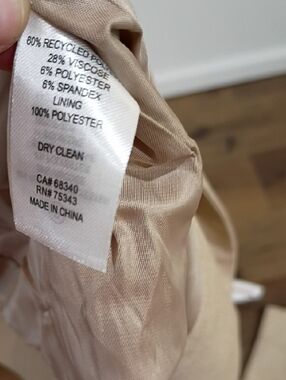 60% RECYCLED
28% VISCOSE
6% POLYESTER
6% SPANDEX
LINING
100% POLYESTER
DRY CLEAN
CA# 68340
RN# 75343
MADE IN CHINA